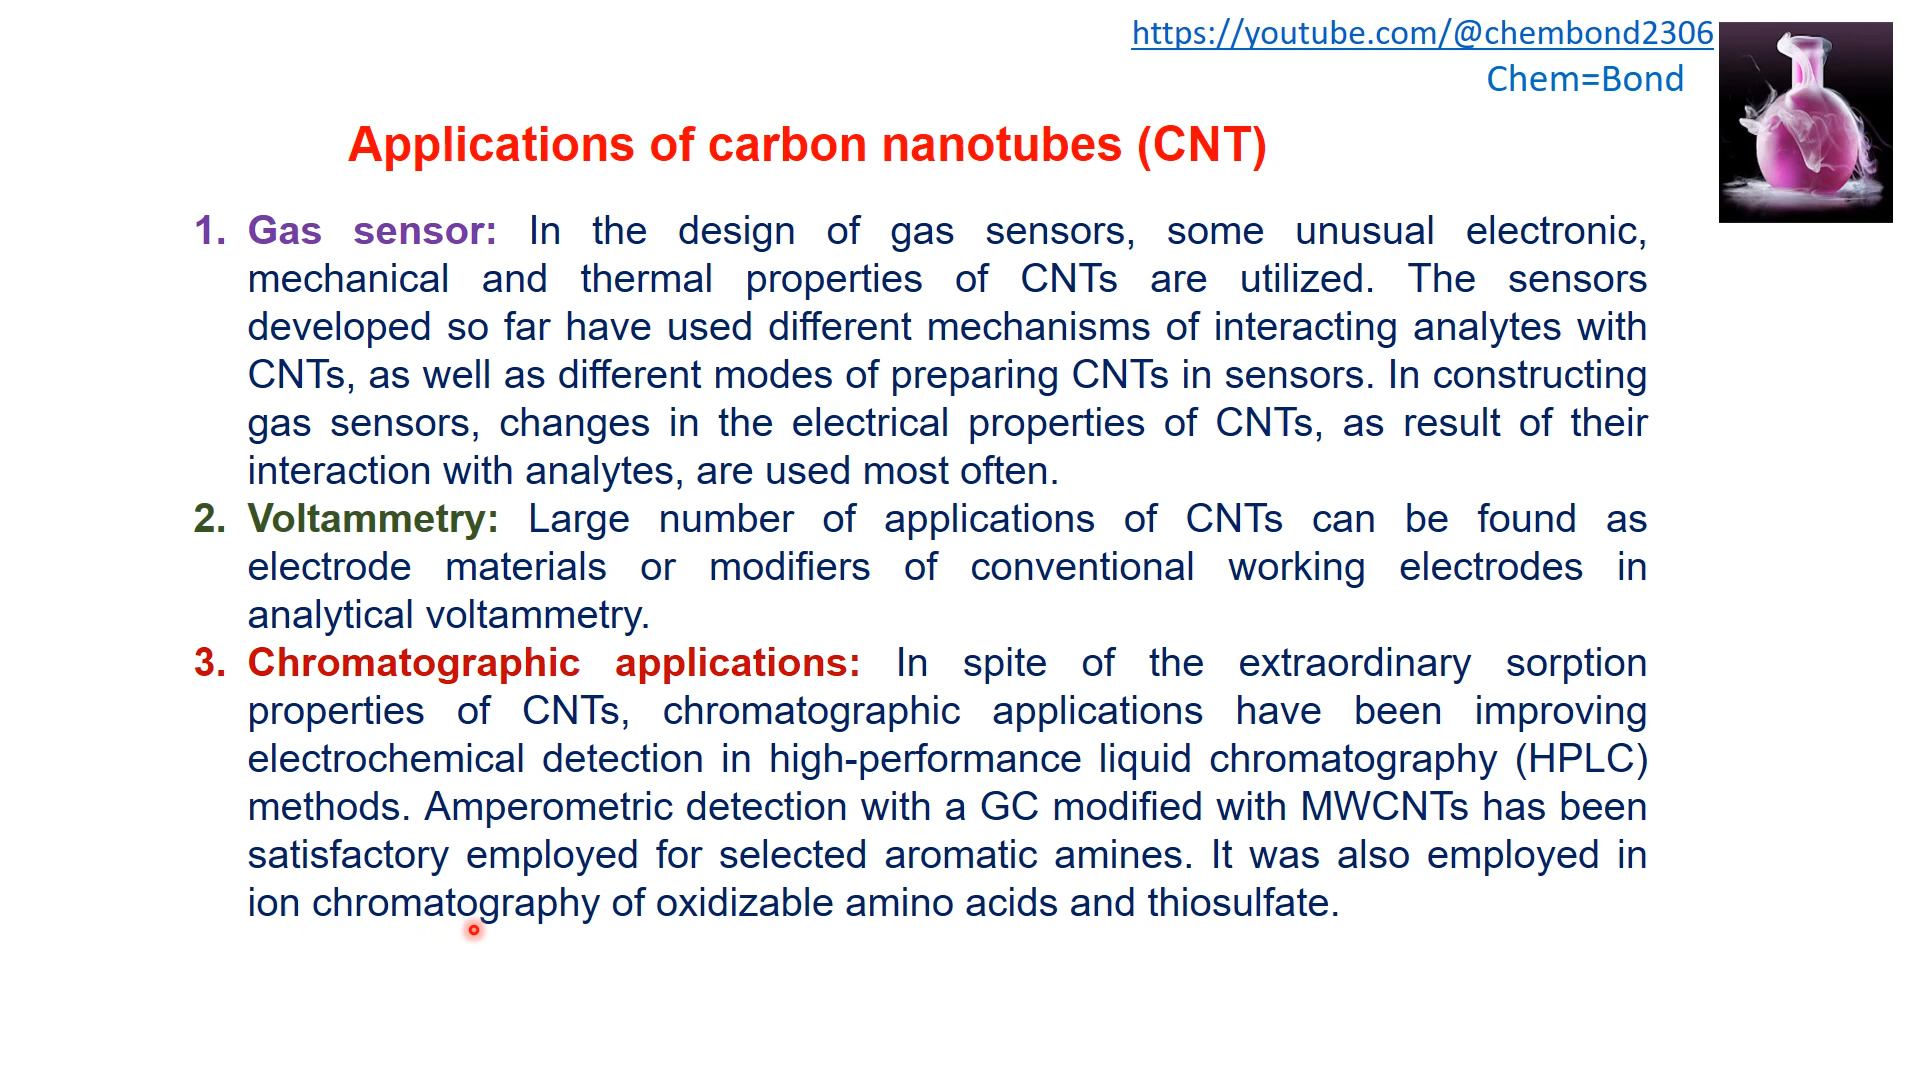 https://youtube.com/@chembond2306
Chem=Bond
Applications of carbon nanotubes (CNT)
1. Gas sensor: In the design of gas sensors, some unusual electronic,
mechanical and thermal properties of CNTs are utilized. The sensors
developed so far have used different mechanisms of interacting analytes with
CNTs, as well as different modes of preparing CNTs in sensors. In constructing
gas sensors, changes in the electrical properties of CNTs, as result of their
interaction with analytes, are used most often.
2. Voltammetry: Large number of applications of CNTs can be found as
electrode materials or modifiers of conventional working electrodes in
analytical voltammetry.
3. Chromatographic applications: In spite of the extraordinary sorption
properties of CNTs, chromatographic applications have been improving
electrochemical detection in high-performance liquid chromatography (HPLC)
methods. Amperometric detection with a GC modified with MWCNTs has been
satisfactory employed for selected aromatic amines. It was also employed in
ion chromatography of oxidizable amino acids and thiosulfate.